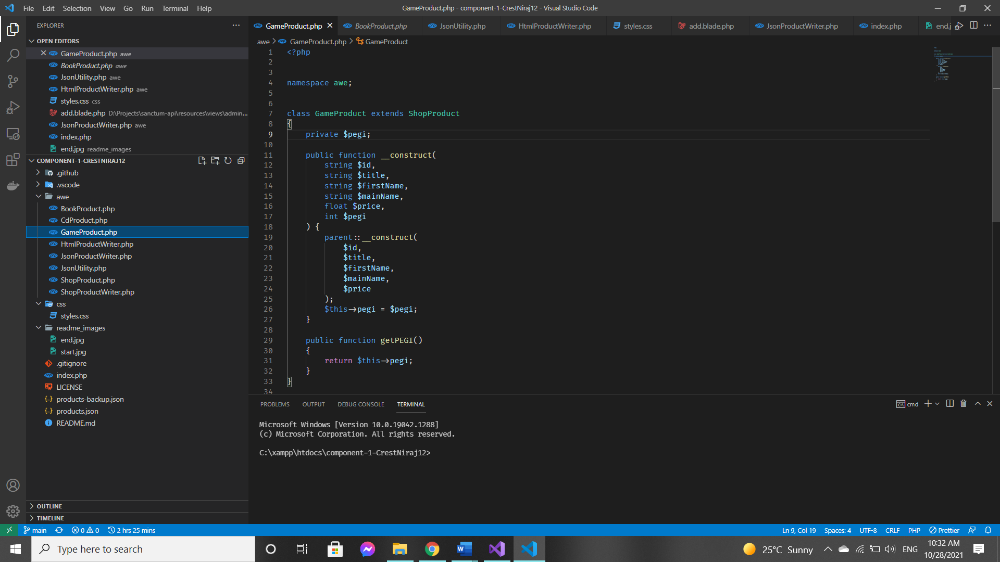 File Edit Selection View Go Run Terminal Help
GameProduct.php - component-1-CrestNiraj12 - Visual Studio Code
EXPLORER
OPEN EDITORS
GameProduct.php awe
BookProduct.php awe
JsonUtility.php awe
HtmlProductWriter.php awe
styles.css css
add.blade.php D:\Projects\sanctum-api\resources\views\admin...
JsonProductWriter.php awe
index.php
end.jpg readme_images
COMPONENT-1-CRESTNIRAJ12
.github
.vscode
awe
BookProduct.php
CdProduct.php
GameProduct.php
HtmlProductWriter.php
JsonProductWriter.php
JsonUtility.php
ShopProduct.php
ShopProductWriter.php
css
styles.css
readme_images
end.jpg
start.jpg
.gitignore
index.php
LICENSE
products-backup.json
products.json
README.md
OUTLINE
TIMELINE
GameProduct.php BookProduct.php JsonUtility.php HtmlProductWriter.php styles.css add.blade.php JsonProductWriter.php index.php end.j
awe > GameProduct.php > GameProduct
1 <?php
2
3
4 namespace awe;
5
6
7 class GameProduct extends ShopProduct
8 {
9 private $pegi;
10
11 public function __construct(
12 string $id,
13 string $title,
14 string $firstName,
15 string $mainName,
16 float $price,
17 int $pegi
18 ) {
19 parent::__construct(
20 $id,
21 $title,
22 $firstName,
23 $mainName,
24 $price
25 );
26 $this->pegi = $pegi;
27 }
28
29 public function getPEGI()
30 {
31 return $this->pegi;
32 }
33 }
34
PROBLEMS OUTPUT DEBUG CONSOLE TERMINAL
cmd
Microsoft Windows [Version 10.0.19042.1288]
(c) Microsoft Corporation. All rights reserved.
C:\xampp\htdocs\component-1-CrestNiraj12>
main 0 0 2 hrs 25 mins
Ln 9, Col 19 Spaces: 4 UTF-8 CRLF PHP Prettier
Type here to search
25°C Sunny ENG
10:32 AM
10/28/2021